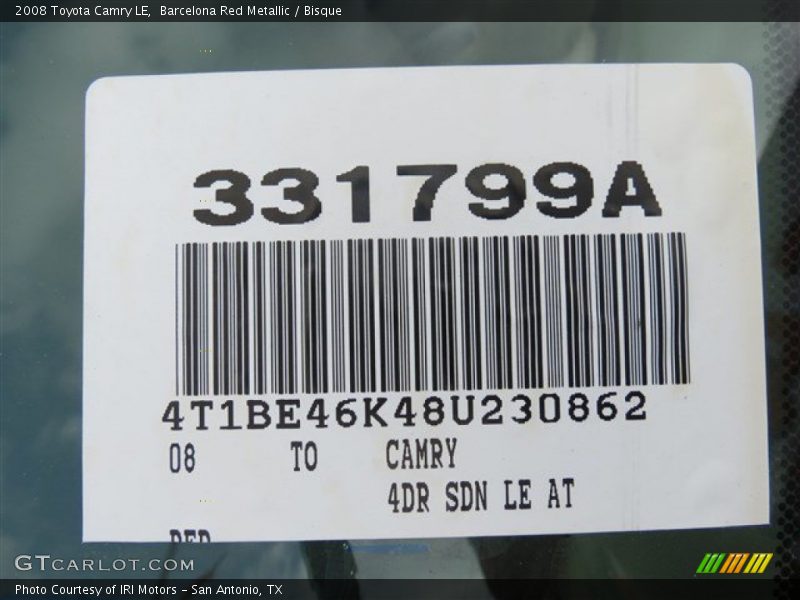 2008 Toyota Camry LE,  Barcelona Red Metallic / Bisque
331799A
4T1BE46K48U230862
08 TO CAMRY
4DR SDN LE AT
RED
GTCARLOT.COM
Photo Courtesy of IRI Motors – San Antonio, TX